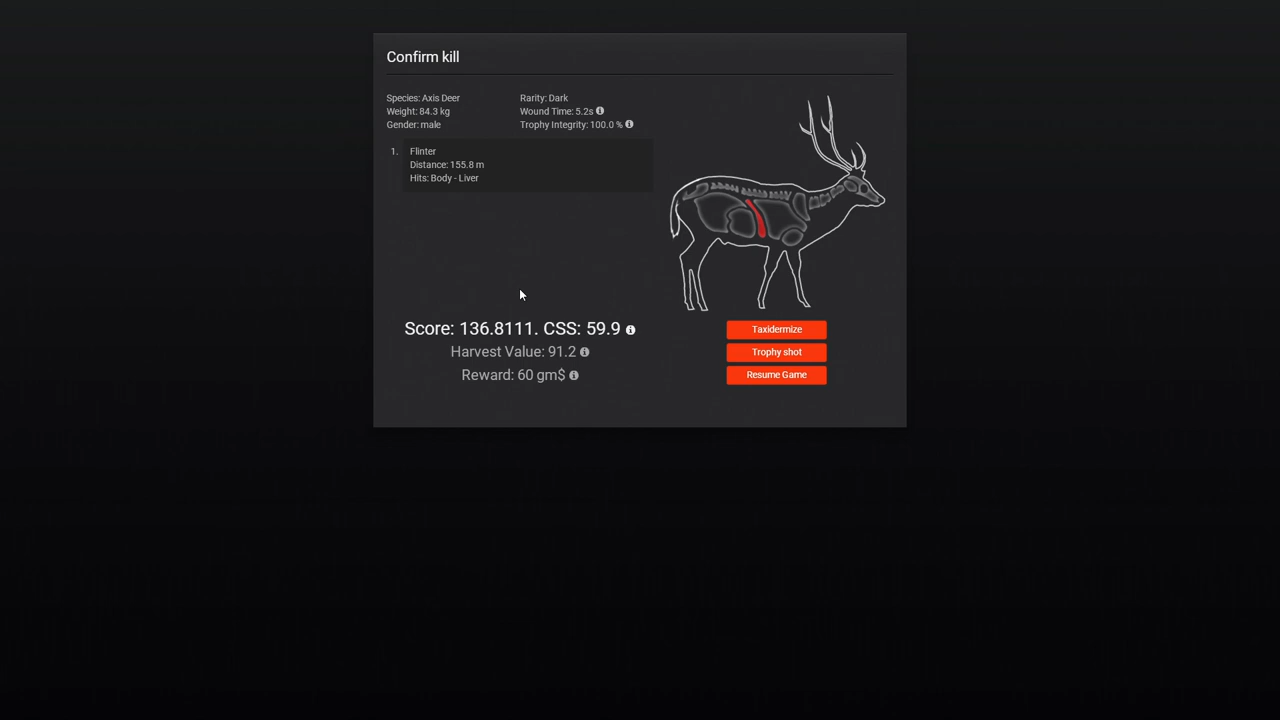 Confirm kill
Species: Axis Deer
Weight: 84.3 kg
Gender: male
Rarity: Dark
Wound Time: 5.2s
Trophy Integrity: 100.0 %
1.
Flinter
Distance: 155.8 m
Hits: Body - Liver
Score: 136.8111. CSS: 59.9
Harvest Value: 91.2
Reward: 60 gm$
Taxidermize
Trophy shot
Resume Game